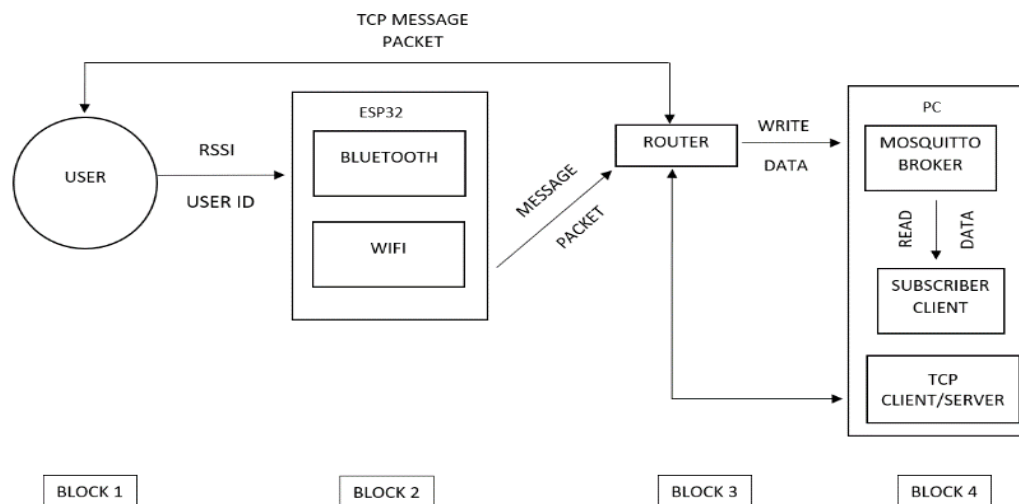 TCP MESSAGE
PACKET
USER
RSSI
USER ID
ESP32
BLUETOOTH
WIFI
MESSAGE
PACKET
ROUTER
WRITE
DATA
PC
MOSQUITTO
BROKER
READ
DATA
SUBSCRIBER
CLIENT
TCP
CLIENT/SERVER
BLOCK 1
BLOCK 2
BLOCK 3
BLOCK 4